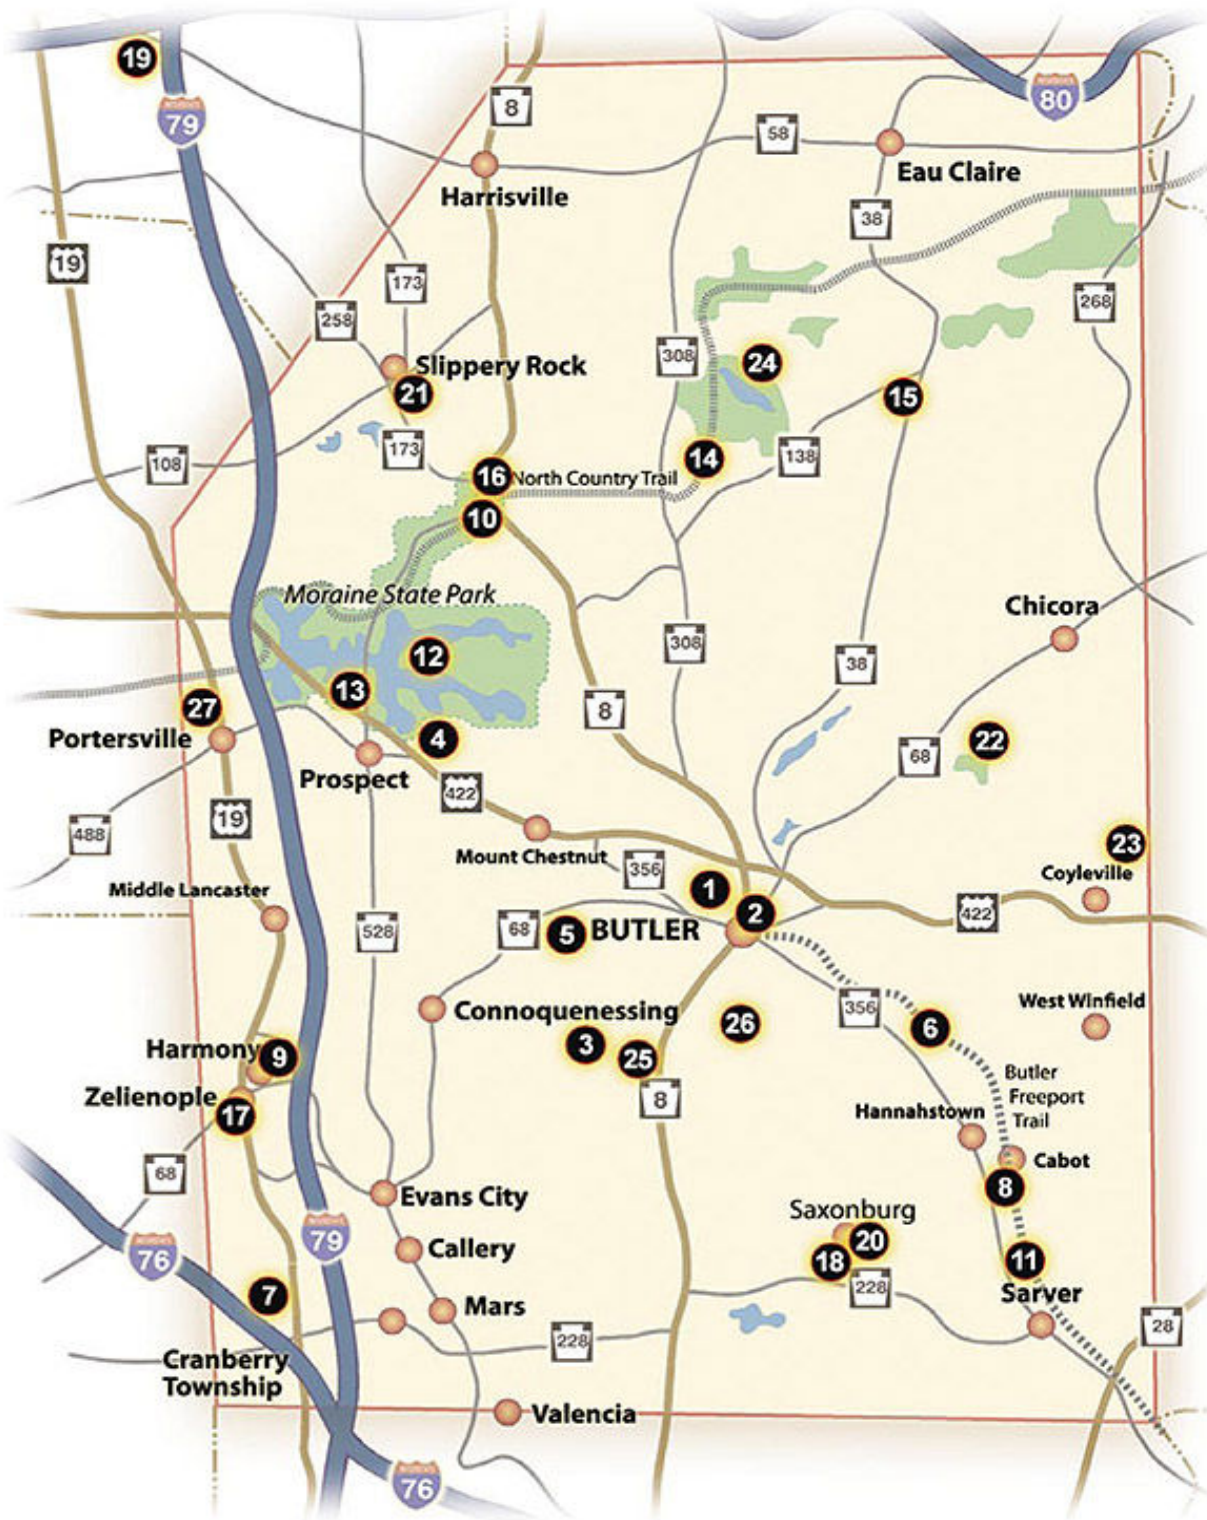 19
79
8
80
58
Harrisville
Eau Claire
38
19
173
258
268
308
24
Slippery Rock
21
15
108
173
16
North Country Trail
14
138
10
Moraine State Park
Chicora
12
308
38
13
27
8
Portersville
4
22
68
Prospect
422
19
488
Mount Chestnut
23
Middle Lancaster
356
1
Coyleville
2
422
528
68
5
BUTLER
West Winfield
Connoquenessing
356
26
6
3
25
Harmony
9
Butler
Freeport
Trail
Zelienople
17
8
Hannahstown
Cabot
68
8
Evans City
Saxonburg
76
79
Callery
20
18
11
7
228
Sarver
Mars
28
228
Cranberry
Township
Valencia
76